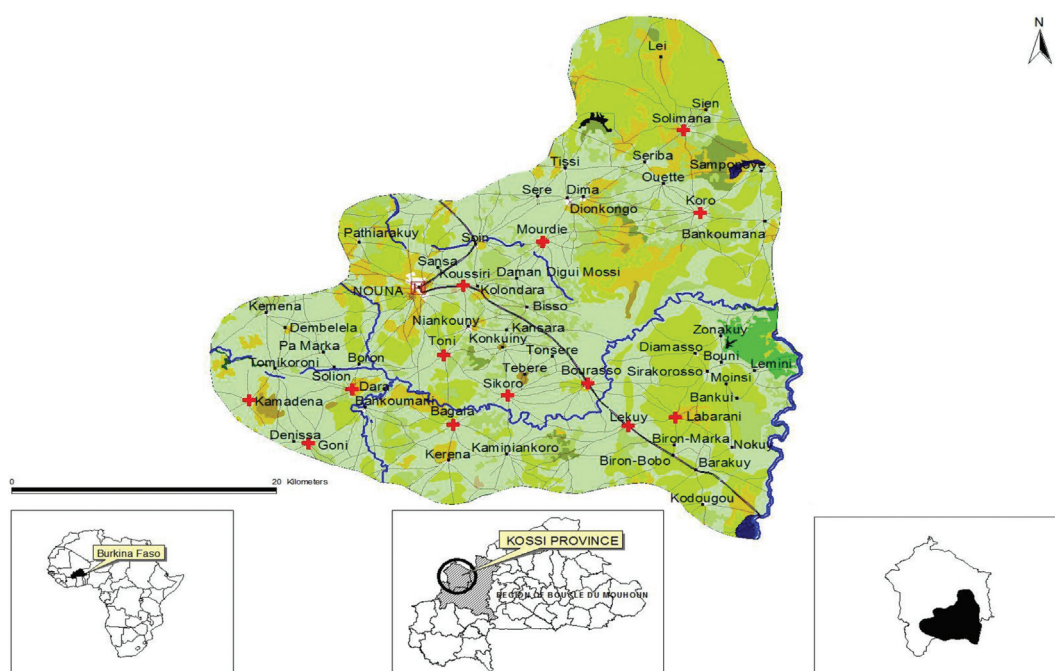 N
Lei
Sien
Solimana
Seriba
Tissi
Sampopoye
Ouette
Sere
Dima
Dionkongo
Koro
Bankoumana
Mourdie
Pathiarakuy
Soin
Sansa
Koussiri
Daman Digui Mossi
NOUNA
Kolondara
Bisso
Kemena
Niankouny
Kansara
Zonakuy
Dembelela
Konkuiny
Diamasso
Pa Marka
Toni
Tonsere
Bouni
Tomikoroni
Boron
Tebere
Bourasso
Sirakorosso
Lemini
Solion
Moinsi
Dara
Sikoro
Bankui
Kamadena
Bankoumani
Bagala
Lekuy
Labarani
Denissa
Goni
Biron-Marka
Nokuy
Kerena
Kaminiankoro
Biron-Bobo
Barakuy
Kodougou
0
20 Kilometers
Burkina Faso
KOSSI PROVINCE
REGION OF BOUCLE DU MOUHOUN